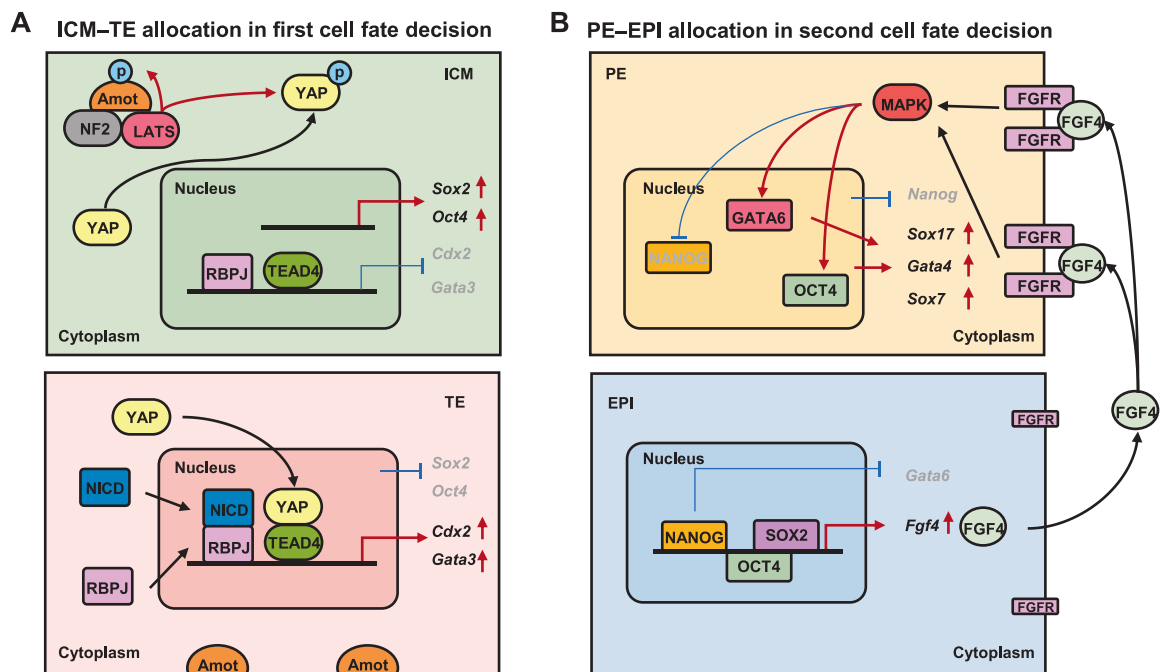 A ICM–TE allocation in first cell fate decision
ICM
p
Amot
NF2 LATS
YAP p
YAP
Nucleus
Sox2
Oct4
RBPJ TEAD4
Cdx2
Gata3
Cytoplasm
TE
YAP
Nucleus
NICD
RBPJ
NICD YAP
RBPJ TEAD4
Sox2
Oct4
Cdx2
Gata3
Cytoplasm
Amot Amot
B PE–EPI allocation in second cell fate decision
PE
MAPK
FGFR
FGF4
FGFR
Nucleus
GATA6
NANOG
OCT4
Nanog
Sox17
Gata4
Sox7
FGFR
FGF4
FGFR
Cytoplasm
FGF4
EPI
FGFR
Nucleus
NANOG SOX2
OCT4
Gata6
Fgf4 FGF4
FGFR
Cytoplasm